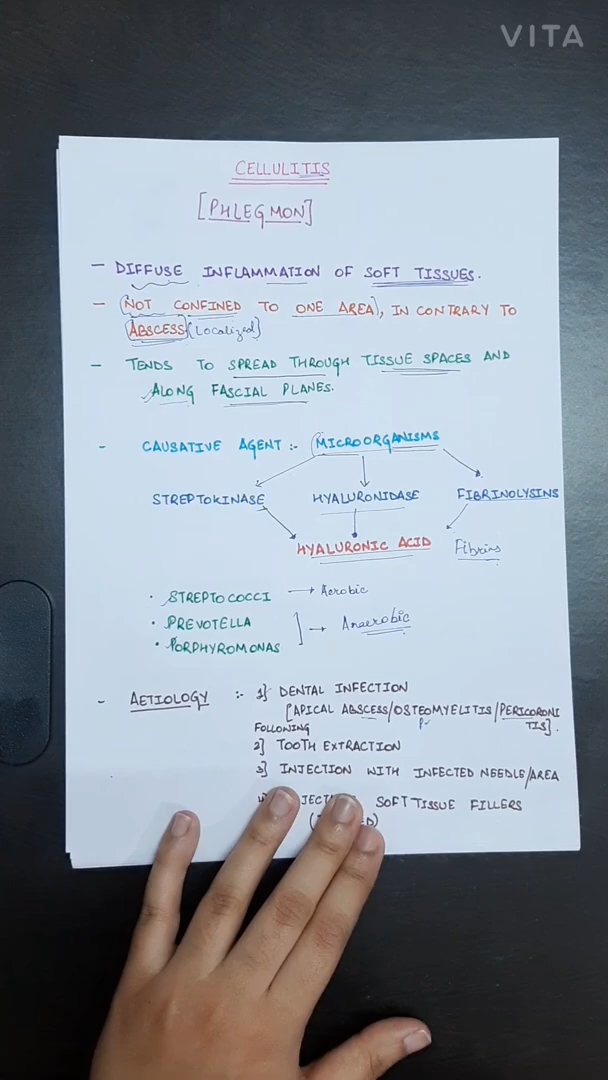 VITA
CELLULITIS
[PHLEGMON]
- DIFFUSE INFLAMMATION OF SOFT TISSUES.
- (NOT CONFINED TO ONE AREA), IN CONTRARY TO
ABSCESS (Localized)
- TENDS TO SPREAD THROUGH TISSUE SPACES AND
ALONG FASCIAL PLANES.
- CAUSATIVE AGENT :- MICROORGANISMS
STREPTOKINASE HYALURONIDASE FIBRINOLYSINS
HYALURONIC ACID Fibrins
· STREPTOCOCCI → Aerobic
· PREVOTELLA
· PORPHYROMONAS ] → Anaerobic
- AETIOLOGY :- 1] DENTAL INFECTION
[APICAL ABSCESS/OSTEOMYELITIS/PERICORONI
TIS].
FOLLONING
2] TOOTH EXTRACTION
3] INJECTION WITH INFECTED NEEDLE/AREA
SOFT TISSUE FILLERS